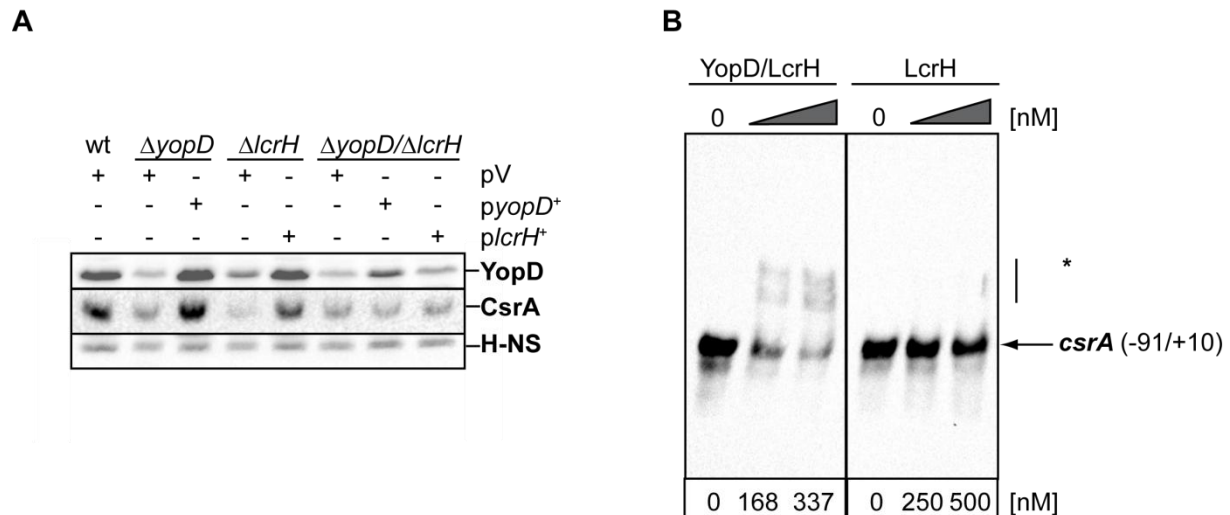 A
wt ΔyopD ΔlcrH ΔyopD/ΔlcrH
+ + - + - + - - pV
- - + - - - + - pyopD⁺
- - - - + - - + plcrH⁺
YopD
CsrA
H-NS
B
YopD/LcrH LcrH
0 0 [nM]
*
csrA (-91/+10)
0 168 337 0 250 500 [nM]